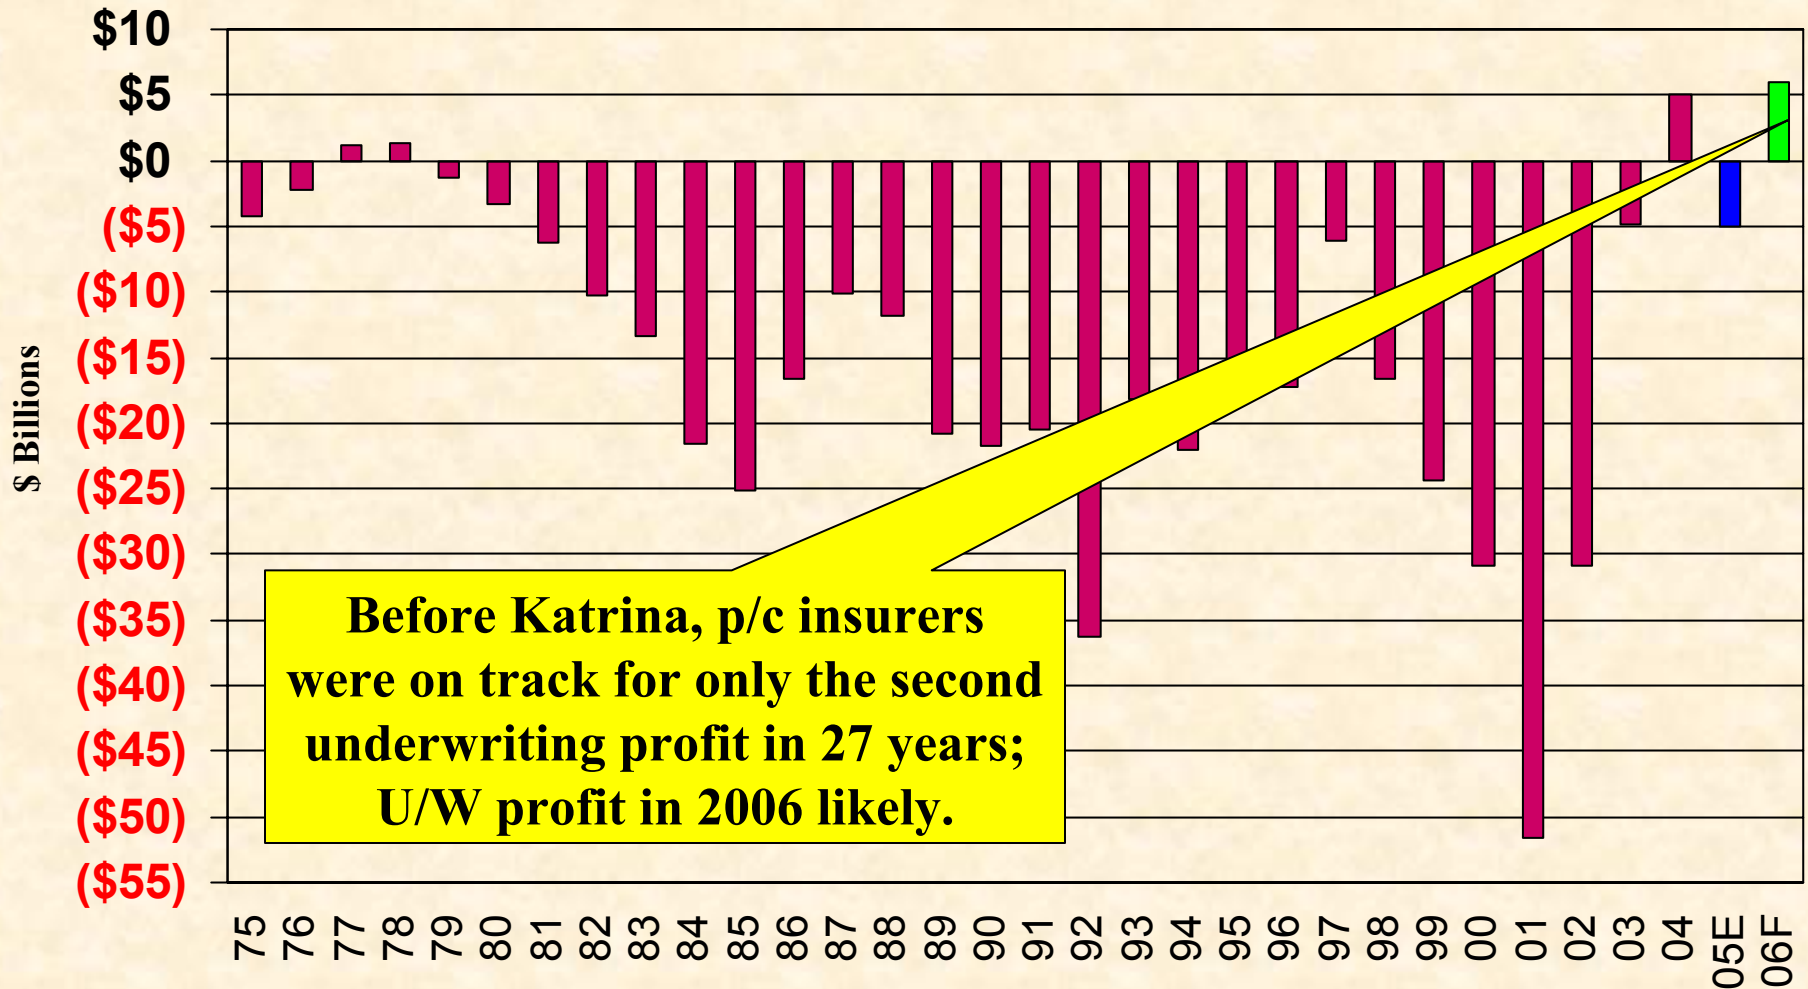 $10
$5
$0
($5)
($10)
($15)
($20)
($25)
($30)
($35)
($40)
($45)
($50)
($55)
$ Billions
Before Katrina, p/c insurers
were on track for only the second
underwriting profit in 27 years;
U/W profit in 2006 likely.
75 76 77 78 79 80 81 82 83 84 85 86 87 88 89 90 91 92 93 94 95 96 97 98 99 00 01 02 03 04 05E 06F